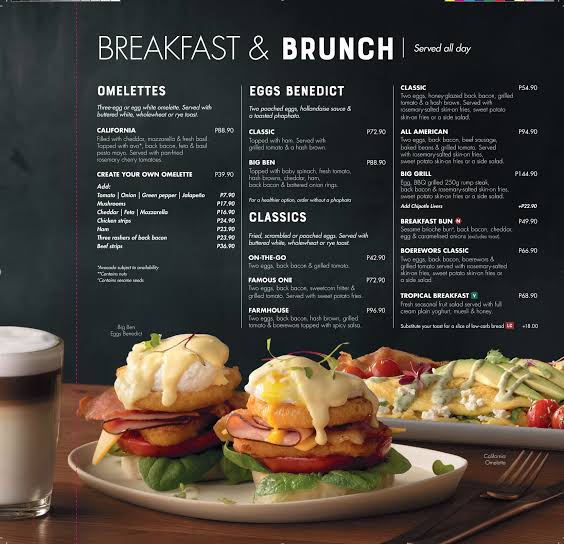 BREAKFAST & BRUNCH | Served all day
OMELETTES
Three-egg or egg white omelette. Served with
buttered white, wholewheat or rye toast.
CALIFORNIA P88.90
Filled with cheddar, mozzarella & fresh basil
Topped with avo*, back bacon, feta & basil
pesto mayo. Served with pan-fried
rosemary cherry tomatoes.
CREATE YOUR OWN OMELETTE P39.90
Add:
Tomato | Onion | Green pepper | Jalapeño P7.90
Mushrooms P17.90
Cheddar | Feta | Mozzarella P16.90
Chicken strips P24.90
Ham P23.90
Three rashers of back bacon P23.90
Beef strips P36.90
*Avocado subject to availability
**Contains nuts
*Contains sesame seeds
EGGS BENEDICT
Two poached eggs, hollandaise sauce &
a toasted phaphata.
CLASSIC P72.90
Topped with ham. Served with
grilled tomato & a hash brown.
BIG BEN P88.90
Topped with baby spinach, fresh tomato,
hash browns, cheddar, ham,
back bacon & battered onion rings.
For a healthier option, order without a phaphata
CLASSICS
Fried, scrambled or poached eggs. Served with
buttered white, wholewheat or rye toast.
ON-THE-GO P42.90
Two eggs, back bacon & grilled tomato.
FAMOUS ONE P72.90
Two eggs, back bacon, sweetcorn fritter &
grilled tomato. Served with sweet potato fries.
FARMHOUSE P96.90
Two eggs, back bacon, hash brown, grilled
tomato & boerewors topped with spicy salsa.
CLASSIC P54.90
Two eggs, honey-glazed back bacon, grilled
tomato & a hash brown. Served with
rosemary-salted skin-on fries, sweet potato
skin-on fries or a side salad.
ALL AMERICAN P94.90
Two eggs, back bacon, beef sausage,
baked beans & grilled tomato. Served
with rosemary-salted skin-on fries,
sweet potato skin-on fries or a side salad.
BIG GRILL P144.90
Egg, BBQ grilled 250g rump steak,
back bacon & rosemary-salted skin-on
fries, sweet potato skin-on fries
or a side salad.
Add Chipotle Livers +P22.90
BREAKFAST BUN N P49.90
Sesame brioche bun*, back bacon, cheddar,
egg & caramelised onions (excludes toast).
BOEREWORS CLASSIC P66.90
Two eggs, back bacon, boerewors &
grilled tomato served with rosemary-salted
skin-on fries, sweet potato skin-on fries
or a side salad
TROPICAL BREAKFAST V P68.90
Fresh seasonal fruit salad served with full
cream plain yoghurt, muesli & honey.
Substitute your toast for a slice of low-carb bread LC +18.00
Big Ben
Eggs Benedict
California
Omelette